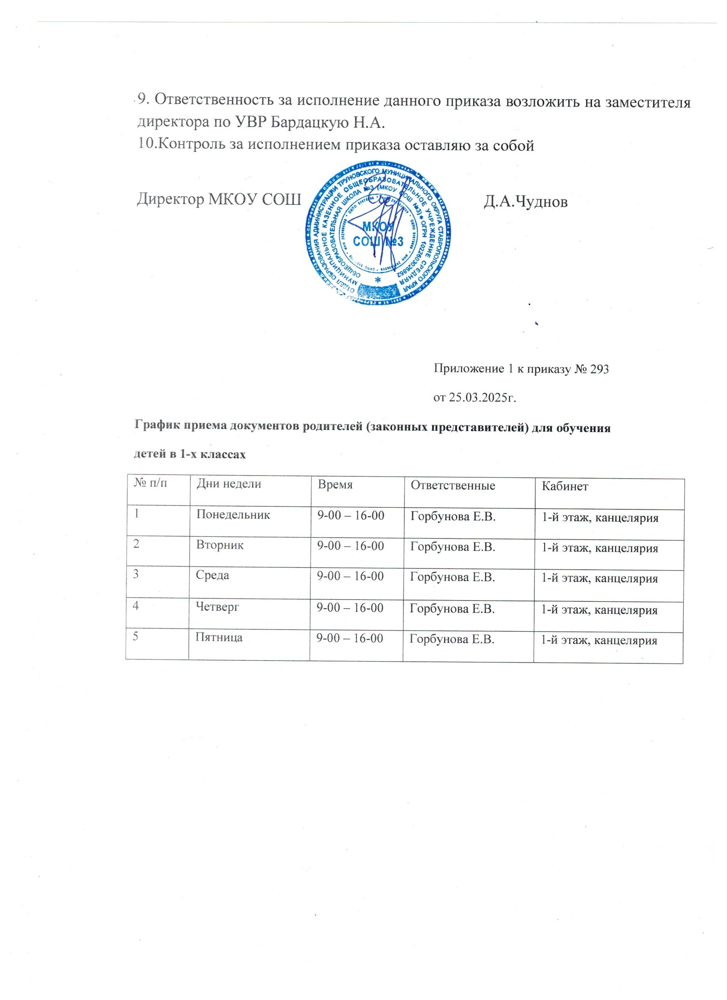 9. Ответственность за исполнение данного приказа возложить на заместителя
директора по УВР Бардацкую Н.А.
10.Контроль за исполнением приказа оставляю за собой
Директор МКОУ СОШ Д.А.Чуднов
ОТДЕЛ ОБРАЗОВАНИЯ АДМИНИСТРАЦИИ ТРУНОВСКОГО МУНИЦИПАЛЬНОГО ОКРУГА СТАВРОПОЛЬСКОГО КРАЯ
МУНИЦИПАЛЬНОЕ КАЗЕННОЕ ОБЩЕОБРАЗОВАТЕЛЬНОЕ УЧРЕЖДЕНИЕ СРЕДНЯЯ
ОБЩЕОБРАЗОВАТЕЛЬНАЯ ШКОЛА №3 (МКОУ СОШ №3) * ОГРН 1022603026862
МКОУ
СОШ №3
Приложение 1 к приказу № 293
от 25.03.2025г.
График приема документов родителей (законных представителей) для обучения
детей в 1-х классах
№ п/п Дни недели Время Ответственные Кабинет
1 Понедельник 9-00 – 16-00 Горбунова Е.В. 1-й этаж, канцелярия
2 Вторник 9-00 – 16-00 Горбунова Е.В. 1-й этаж, канцелярия
3 Среда 9-00 – 16-00 Горбунова Е.В. 1-й этаж, канцелярия
4 Четверг 9-00 – 16-00 Горбунова Е.В. 1-й этаж, канцелярия
5 Пятница 9-00 – 16-00 Горбунова Е.В. 1-й этаж, канцелярия